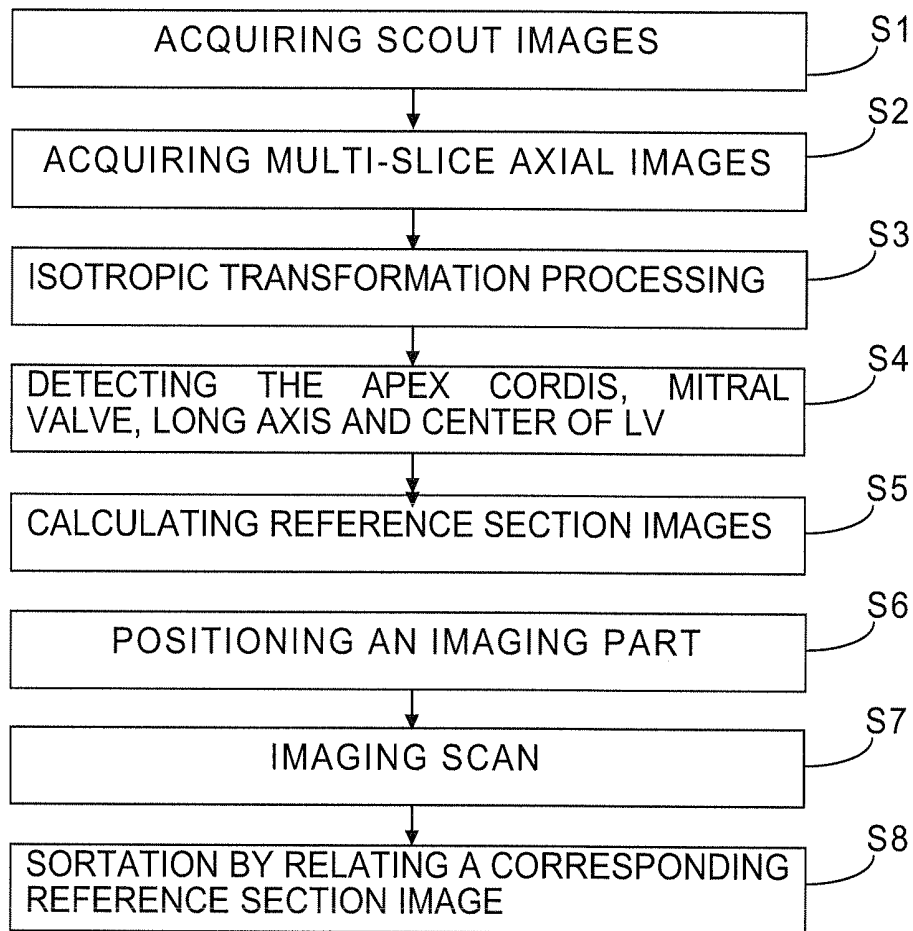 ACQUIRING SCOUT IMAGES
S1
ACQUIRING MULTI-SLICE AXIAL IMAGES
S2
ISOTROPIC TRANSFORMATION PROCESSING
S3
DETECTING THE APEX CORDIS, MITRAL
VALVE, LONG AXIS AND CENTER OF LV
S4
CALCULATING REFERENCE SECTION IMAGES
S5
POSITIONING AN IMAGING PART
S6
IMAGING SCAN
S7
SORTATION BY RELATING A CORRESPONDING
REFERENCE SECTION IMAGE
S8